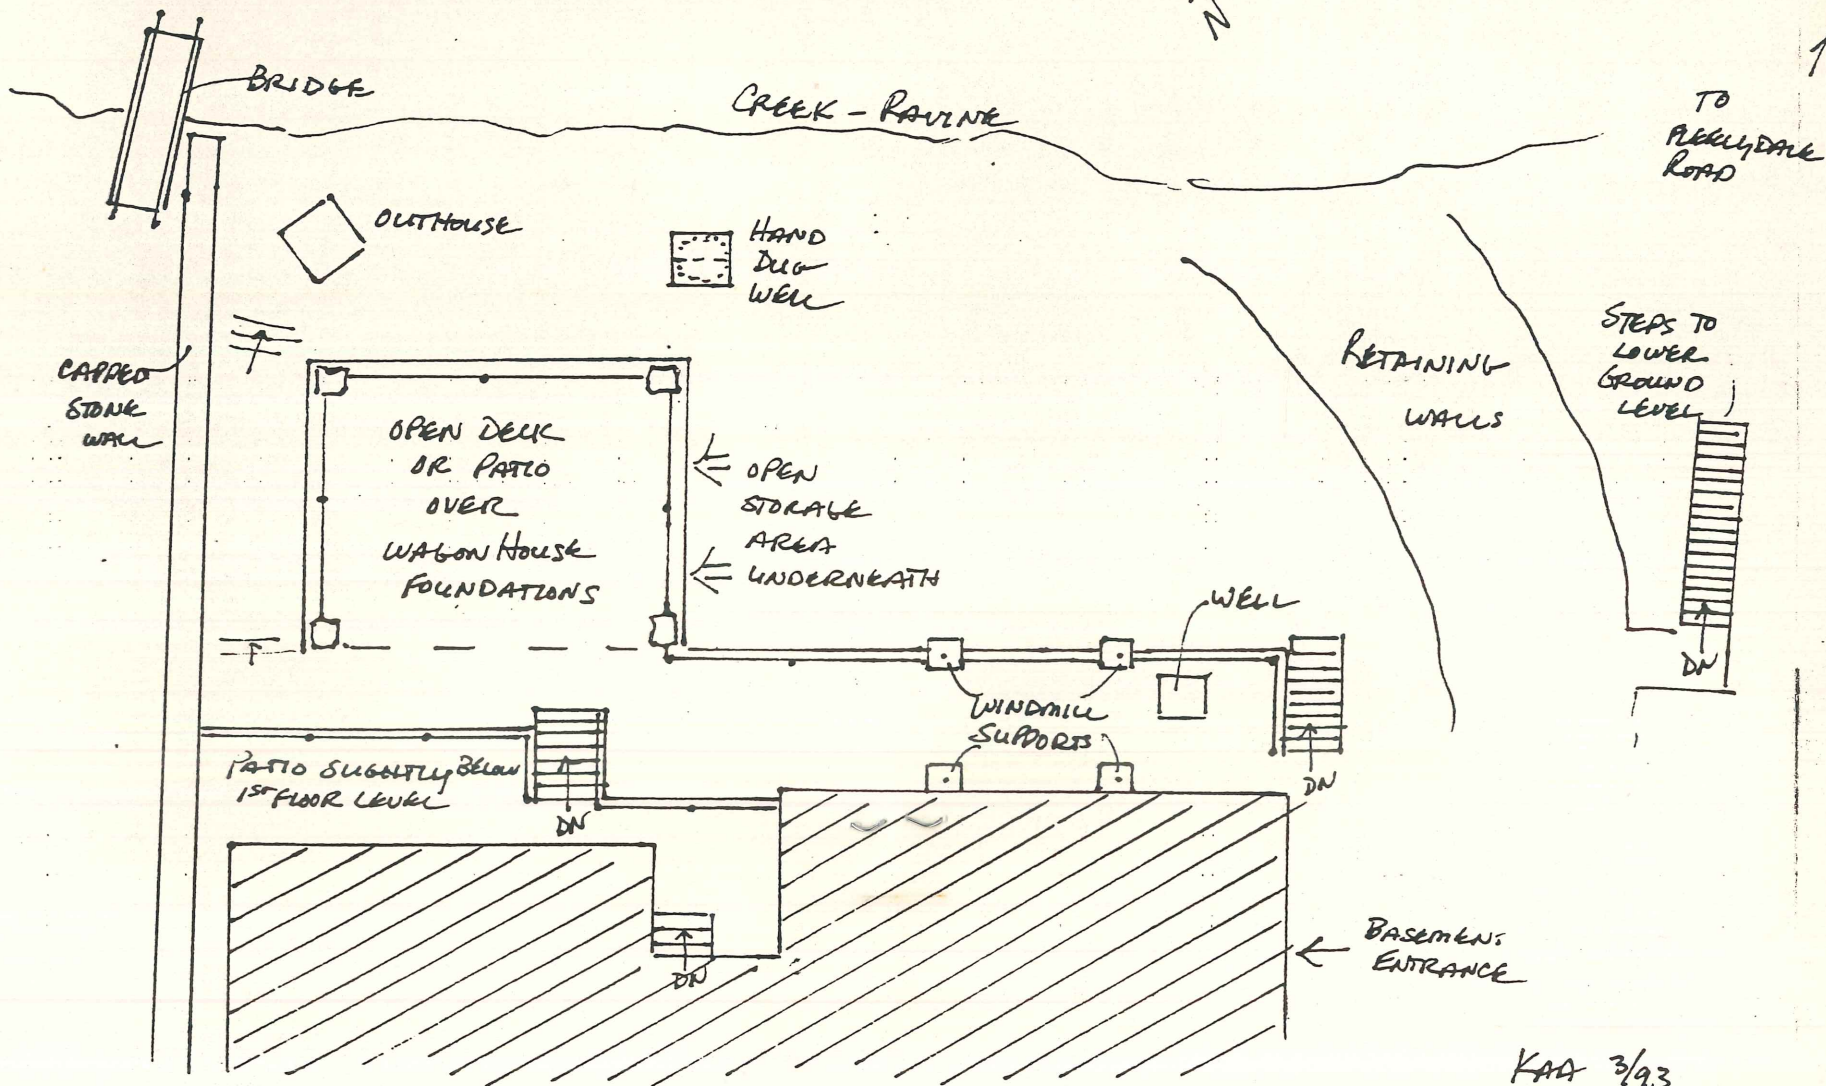 N
1
BRIDGE
CREEK - RAVINE
TO
ROAD
OUTHOUSE
HAND
DUG
WELL
CAPPED
STONE
WALL
STEPS TO
LOWER
GROUND
LEVEL
RETAINING
WALLS
OPEN DECK
OR PATIO
OVER
WAGON HOUSE
FOUNDATIONS
OPEN
STORAGE
AREA
UNDERNEATH
WELL
DN
WINDMILL
SUPPORTS
PATIO SLIGHTLY BELOW
1ST FLOOR LEVEL
DN
DN
DN
BASEMENT
ENTRANCE
KAA 3/93